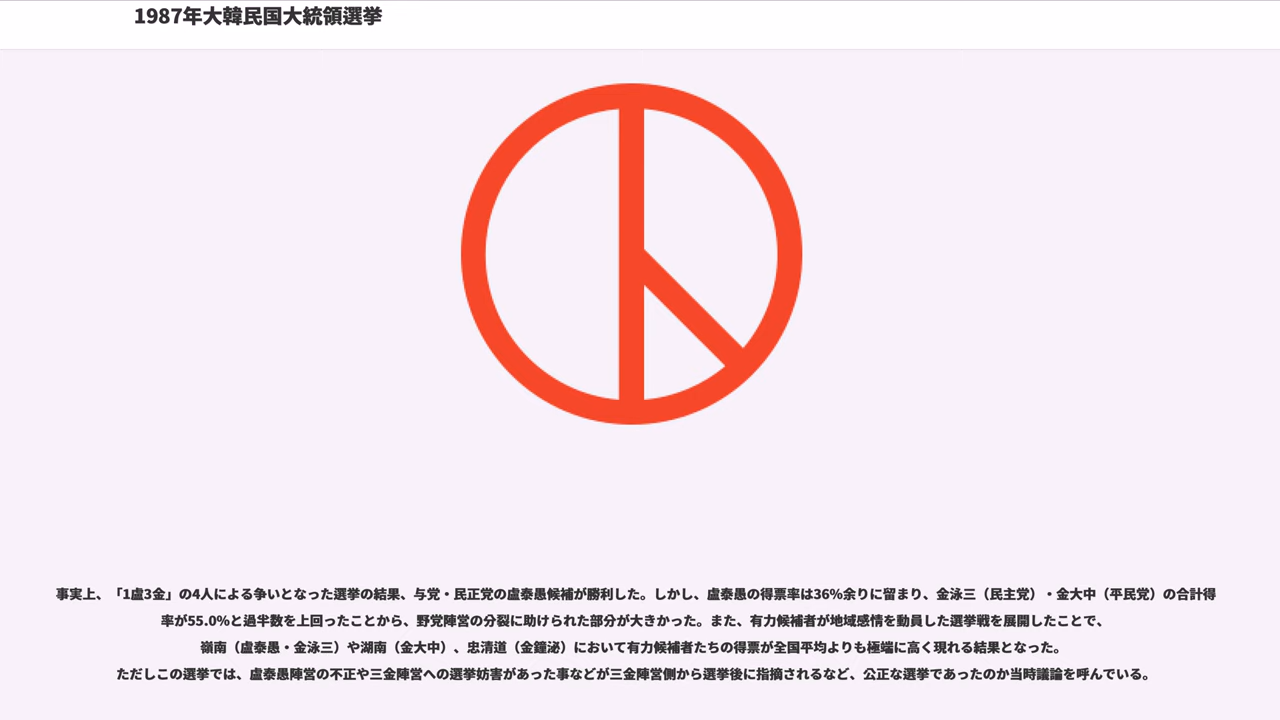 1987年大韓民国大統領選挙
事実上、「1盧3金」の4人による争いとなった選挙の結果、与党・民正党の盧泰愚候補が勝利した。しかし、盧泰愚の得票率は36%余りに留まり、金泳三（民主党）・金大中（平民党）の合計得
率が55.0%と過半数を上回ったことから、野党陣営の分裂に助けられた部分が大きかった。また、有力候補者が地域感情を動員した選挙戦を展開したことで、
嶺南（盧泰愚・金泳三）や湖南（金大中）、忠清道（金鐘泌）において有力候補者たちの得票が全国平均よりも極端に高く現れる結果となった。
ただしこの選挙では、盧泰愚陣営の不正や三金陣営への選挙妨害があった事などが三金陣営側から選挙後に指摘されるなど、公正な選挙であったのか当時議論を呼んでいる。